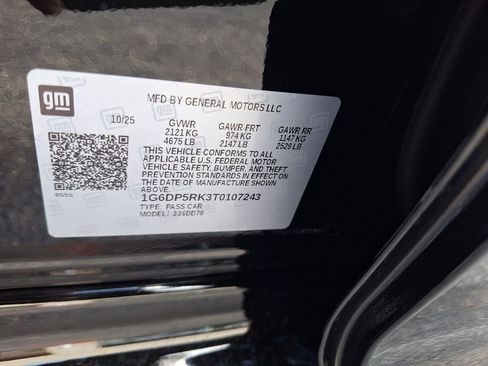 gm
MFD BY GENERAL MOTORS LLC
10/25 GVWR GAWR FRT GAWR RR
2121 KG 974 KG 1147 KG
4675 LB 2147 LB 2529 LB
THIS VEHICLE CONFORMS TO ALL
APPLICABLE U.S. FEDERAL MOTOR
VEHICLE SAFETY, BUMPER, AND THEFT
PREVENTION STANDARDS IN EFFECT ON
THE DATE OF MANUFACTURE SHOWN
ABOVE.
1G6DP5RK3T0107243
TYPE: PASS CAR
MODEL: 336DD79